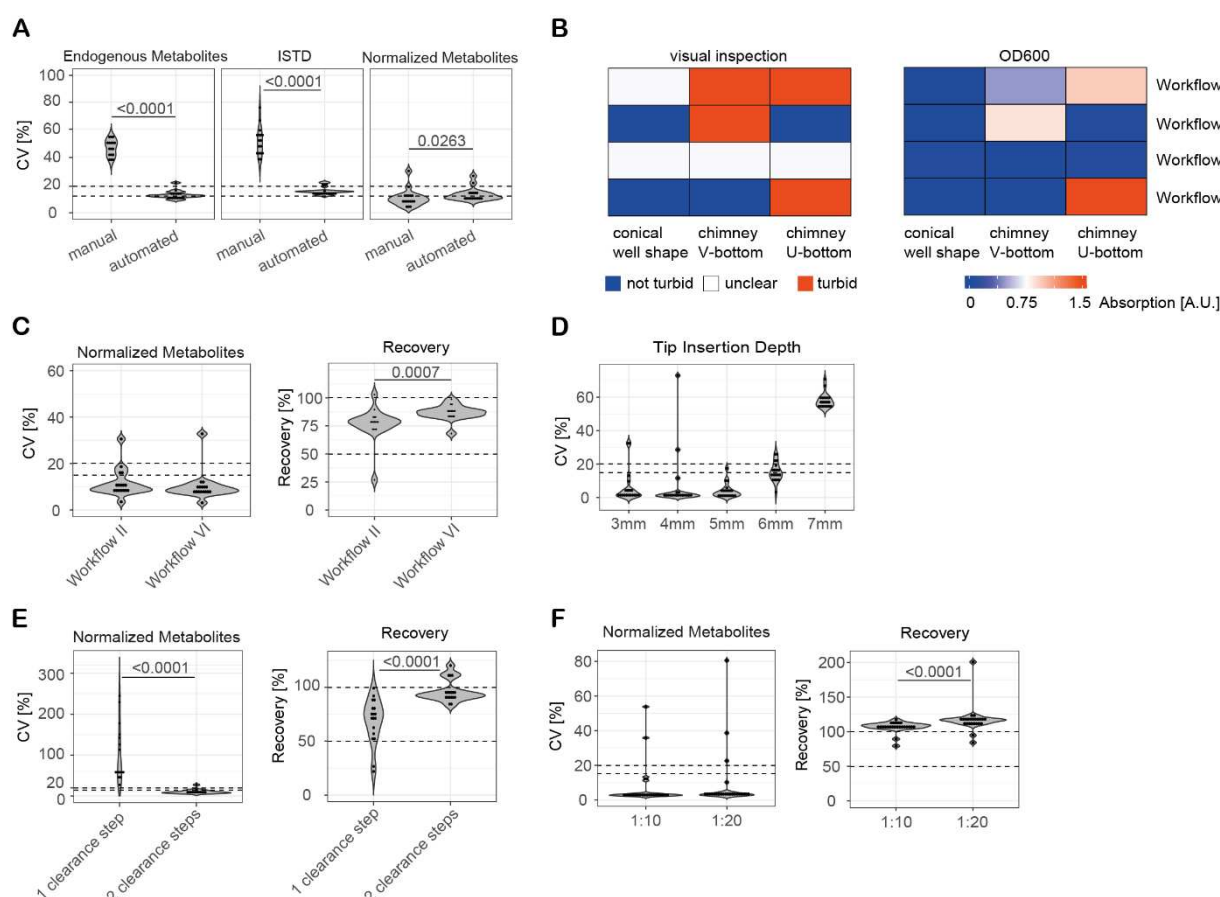 A
Endogenous Metabolites
ISTD
Normalized Metabolites
CV [%]
100
80
60
40
20
0
<0.0001
<0.0001
0.0263
manual
automated
manual
automated
manual
automated
B
visual inspection
OD600
Workflow
Workflow
Workflow
Workflow
conical well shape
chimney V-bottom
chimney U-bottom
conical well shape
chimney V-bottom
chimney U-bottom
not turbid
unclear
turbid
0
0.75
1.5
Absorption [A.U.]
C
Normalized Metabolites
CV [%]
60
40
20
0
Workflow II
Workflow VI
Recovery
Recovery [%]
0.0007
100
75
50
25
0
Workflow II
Workflow VI
D
Tip Insertion Depth
CV [%]
60
40
20
0
3mm
4mm
5mm
6mm
7mm
E
Normalized Metabolites
CV [%]
300
200
100
20
0
<0.0001
1 clearance step
2 clearance steps
Recovery
Recovery [%]
<0.0001
100
50
0
1 clearance step
2 clearance steps
F
Normalized Metabolites
CV [%]
80
60
40
20
0
1:10
1:20
Recovery
Recovery [%]
<0.0001
200
150
100
50
0
1:10
1:20